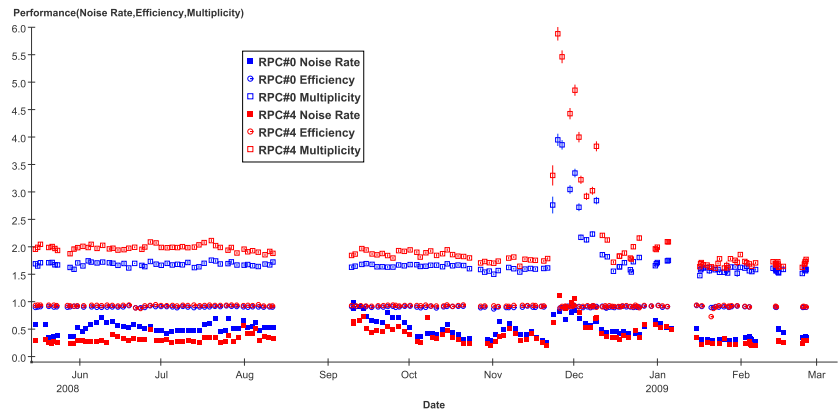 Performance(Noise Rate,Efficiency,Multiplicity)
6.0
5.5
5.0
4.5
4.0
3.5
3.0
2.5
2.0
1.5
1.0
0.5
0.0
RPC#0 Noise Rate
RPC#0 Efficiency
RPC#0 Multiplicity
RPC#4 Noise Rate
RPC#4 Efficiency
RPC#4 Multiplicity
Jun Jul Aug Sep Oct Nov Dec Jan Feb Mar
2008 2009
Date